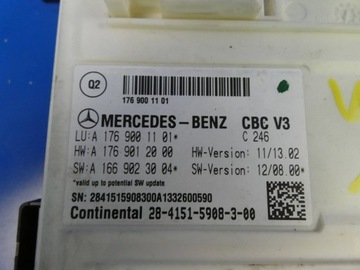 Q2
176 900 11 01
MERCEDES-BENZ CBC V3
LU:A 176 900 11 01* C 246
HW:A 176 901 20 00 HW-Version: 11/13.02
SW:A 166 902 30 04* SW-Version: 12/08.00*
*valid up to potential SW update
SN: 2841515908300A1332600590
Continental 28-4151-5908-3-00